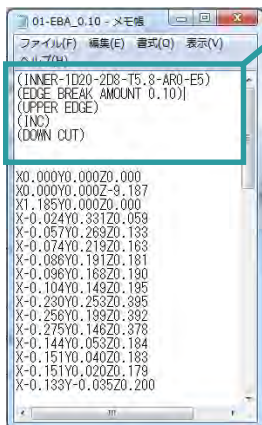 01-EBA_0.10 - メモ帳
ファイル(F) 編集(E) 書式(O) 表示(V)
ヘルプ(H)
(INNER-1D20-2D8-T5.8-AR0-E5)
(EDGE BREAK AMOUNT 0.10)
(UPPER EDGE)
(INC)
(DOWN CUT)
X0.000Y0.000Z0.000
X0.000Y0.000Z-9.187
X1.185Y0.000Z0.000
X-0.024Y0.331Z0.059
X-0.057Y0.269Z0.133
X-0.074Y0.219Z0.163
X-0.086Y0.191Z0.181
X-0.096Y0.168Z0.190
X-0.104Y0.149Z0.195
X-0.230Y0.253Z0.395
X-0.256Y0.199Z0.392
X-0.275Y0.146Z0.378
X-0.144Y0.053Z0.184
X-0.151Y0.040Z0.183
X-0.151Y0.020Z0.179
X-0.133Y-0.035Z0.200